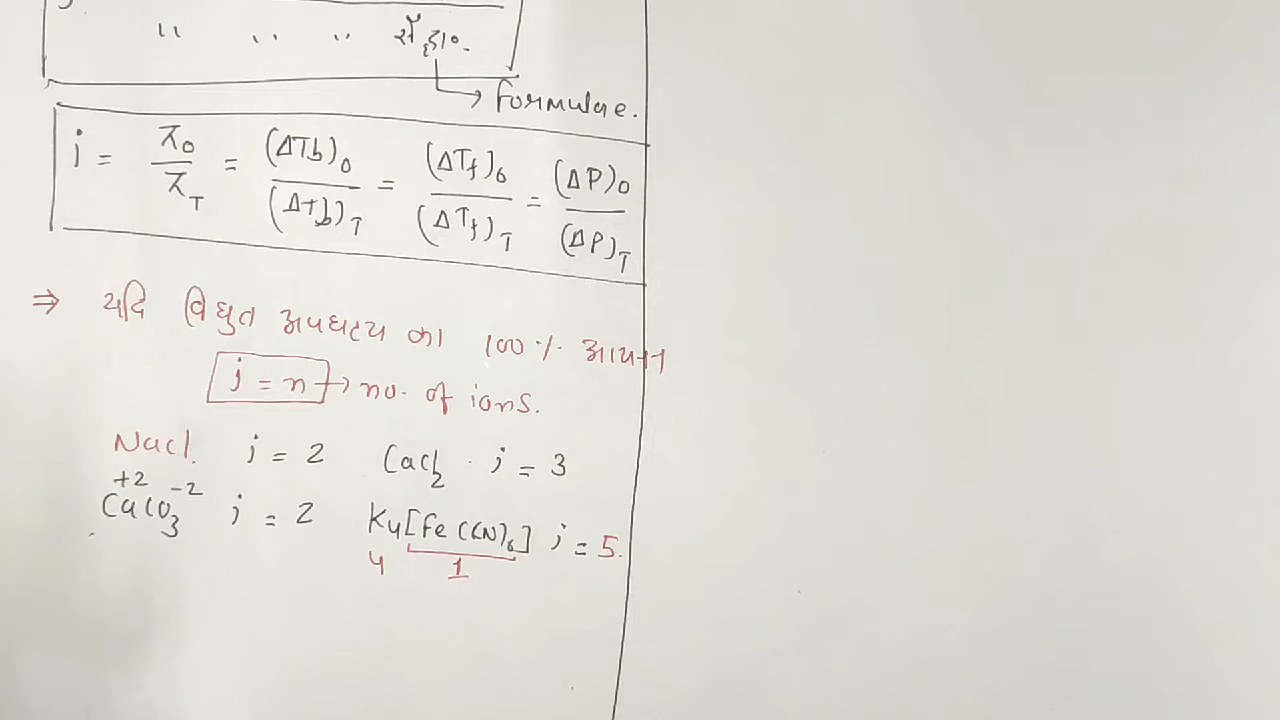 " " " सै द्वा०.
→ formulae.
i = π₀/π_T = (ΔTb)₀/(ΔTb)_T = (ΔTf)₀/(ΔTf)_T = (ΔP)₀/(ΔP)_T
⇒ यदि विधुत अपघट्य का 100 % आयनन
i = n → no. of ions.
Nacl. i = 2 CaCl₂ . i = 3
+2 -2
CaCO₃ i = 2 K₄[Fe(CN)₆] i = 5.
4 1